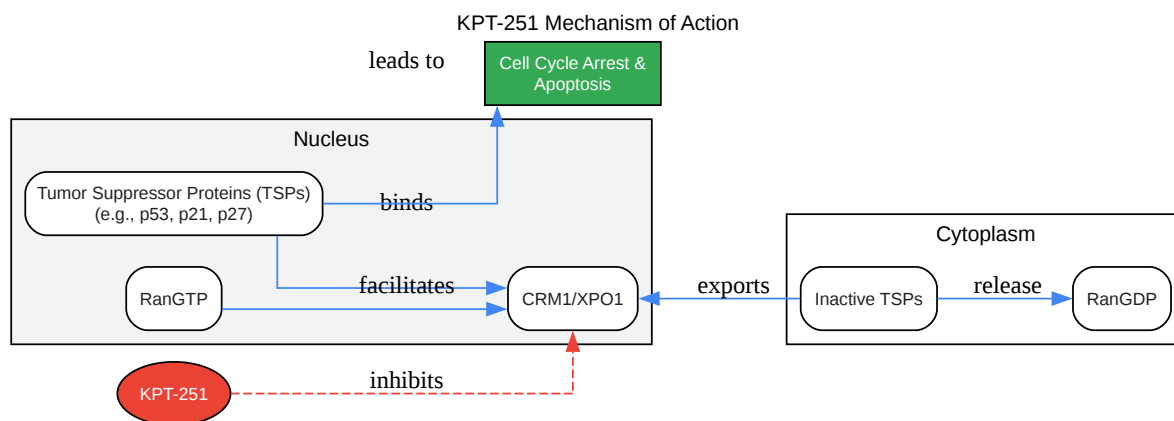 KPT-251 Mechanism of Action
leads to
Cell Cycle Arrest &
Apoptosis
Nucleus
Tumor Suppressor Proteins (TSPs)
(e.g., p53, p21, p27)
binds
Cytoplasm
RanGTP
facilitates
CRM1/XPO1
exports
Inactive TSPs
release
RanGDP
KPT-251
inhibits